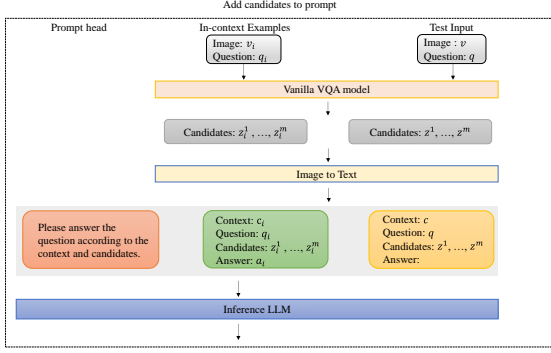 Add candidates to prompt
Prompt head
In-context Examples
Test Input
Image: v_i
Question: q_i
Image : v
Question: q
Vanilla VQA model
Candidates: z_i^1 , ..., z_i^m
Candidates: z^1, ..., z^m
Image to Text
Please answer the
question according to the
context and candidates.
Context: c_i
Question: q_i
Candidates: z_i^1 , ..., z_i^m
Answer: a_i
Context: c
Question: q
Candidates: z^1, ..., z^m
Answer:
Inference LLM